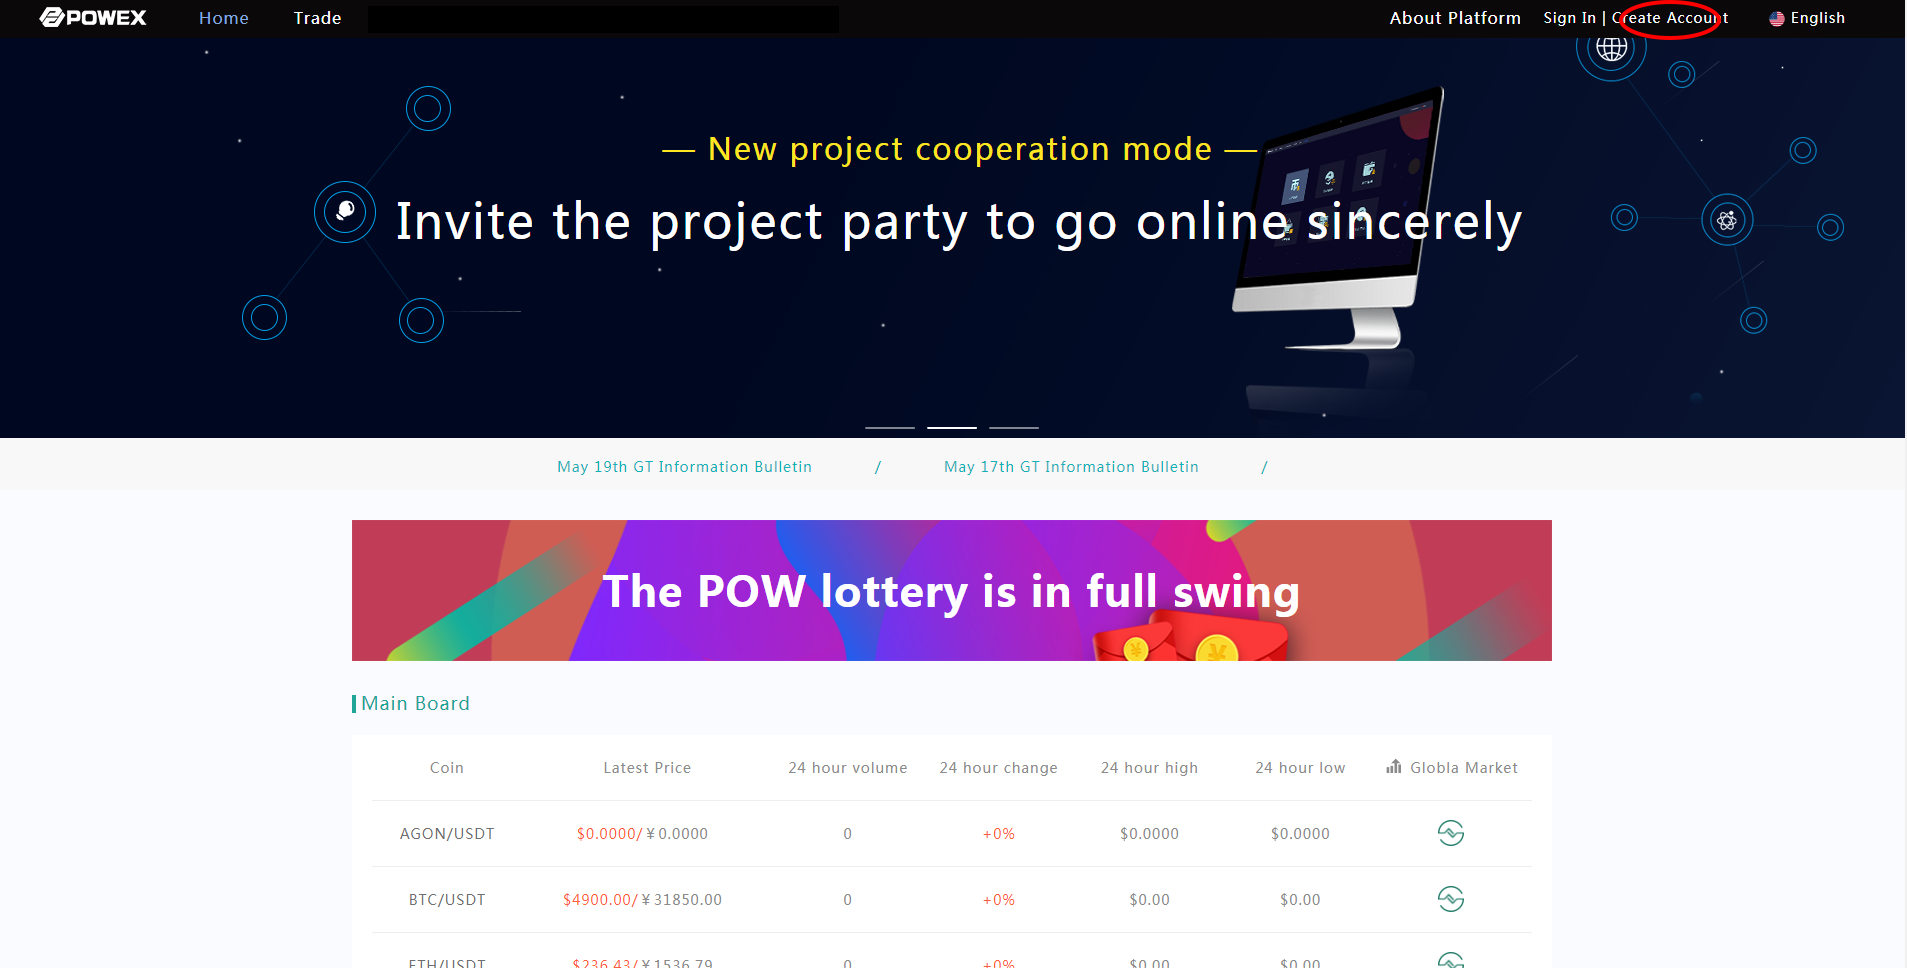 POWEX Home Trade About Platform Sign In | Create Account English
— New project cooperation mode —
Invite the project party to go online sincerely
May 19th GT Information Bulletin / May 17th GT Information Bulletin /
The POW lottery is in full swing
Main Board
Coin Latest Price 24 hour volume 24 hour change 24 hour high 24 hour low Globla Market
AGON/USDT $0.0000/¥0.0000 0 +0% $0.0000 $0.0000
BTC/USDT $4900.00/¥31850.00 0 +0% $0.00 $0.00
ETH/USDT $236.43/¥1536.79 0 +0% $0.00 $0.00